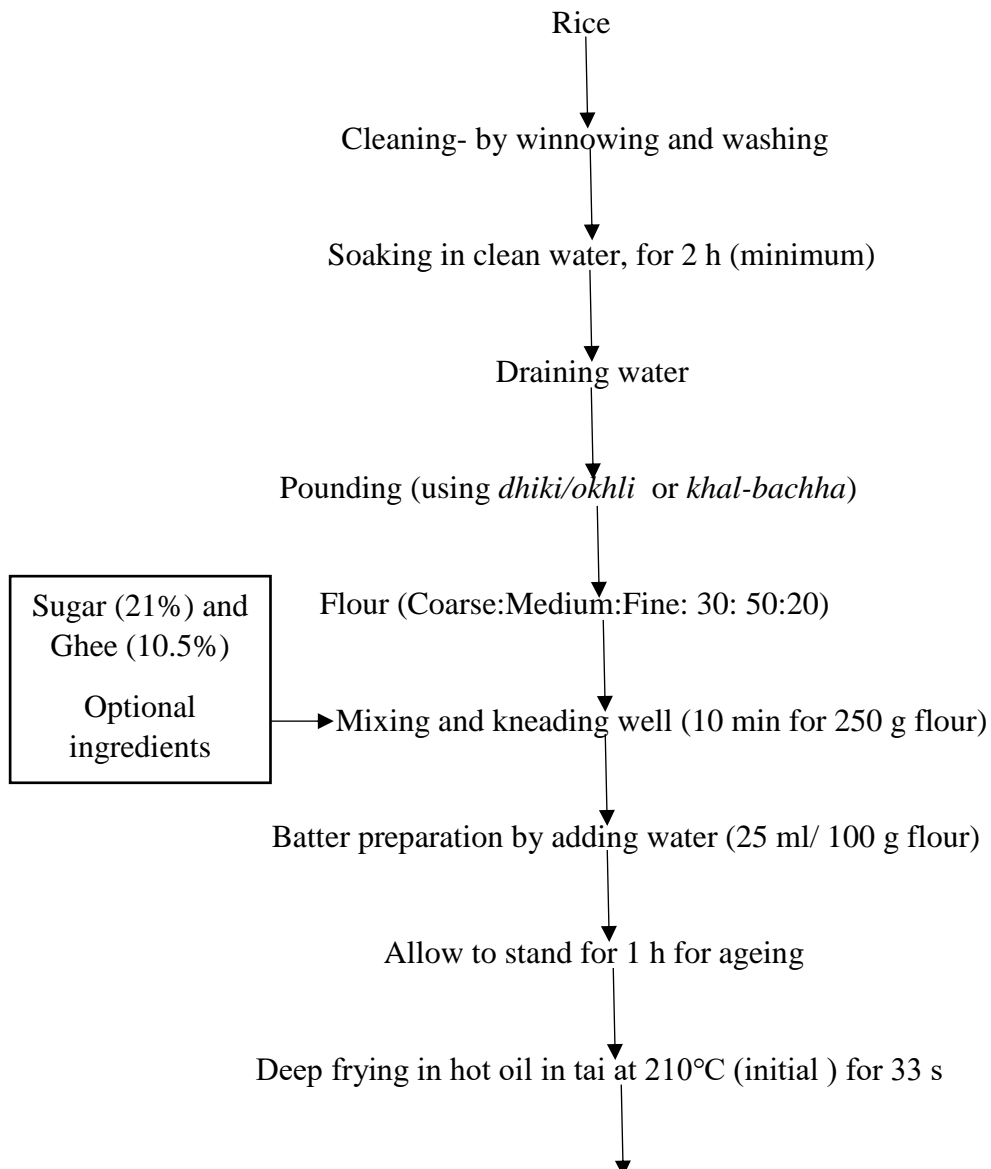 Rice
Cleaning- by winnowing and washing
Soaking in clean water, for 2 h (minimum)
Draining water
Pounding (using dhiki/okhli or khal-bachha)
Flour (Coarse:Medium:Fine: 30: 50:20)
Sugar (21%) and
Ghee (10.5%)
Optional
ingredients
Mixing and kneading well (10 min for 250 g flour)
Batter preparation by adding water (25 ml/ 100 g flour)
Allow to stand for 1 h for ageing
Deep frying in hot oil in tai at 210℃ (initial ) for 33 s